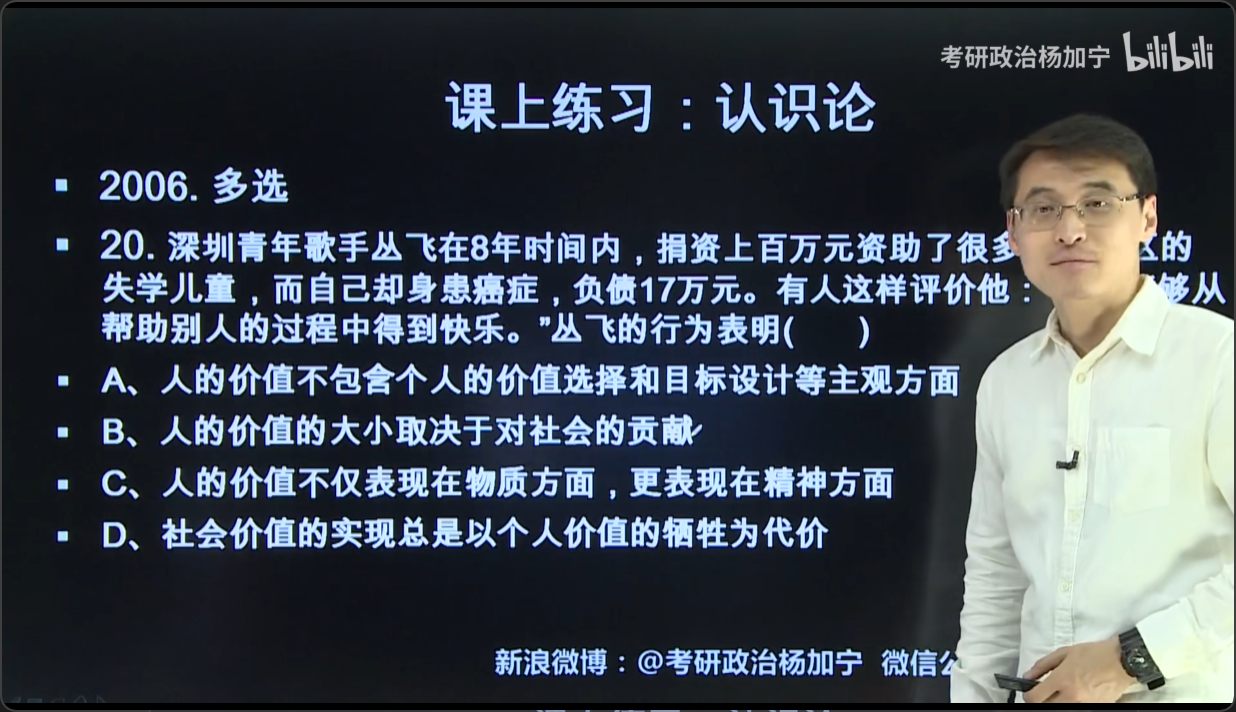 考研政治杨加宁 bilibili
课上练习：认识论
2006. 多选
20. 深圳青年歌手丛飞在8年时间内，捐资上百万元资助了很多 区的
失学儿童，而自己却身患癌症，负债17万元。有人这样评价他： 够从
帮助别人的过程中得到快乐。”丛飞的行为表明( )
A、人的价值不包含个人的价值选择和目标设计等主观方面
B、人的价值的大小取决于对社会的贡献
C、人的价值不仅表现在物质方面，更表现在精神方面
D、社会价值的实现总是以个人价值的牺牲为代价
新浪微博：@考研政治杨加宁 微信公